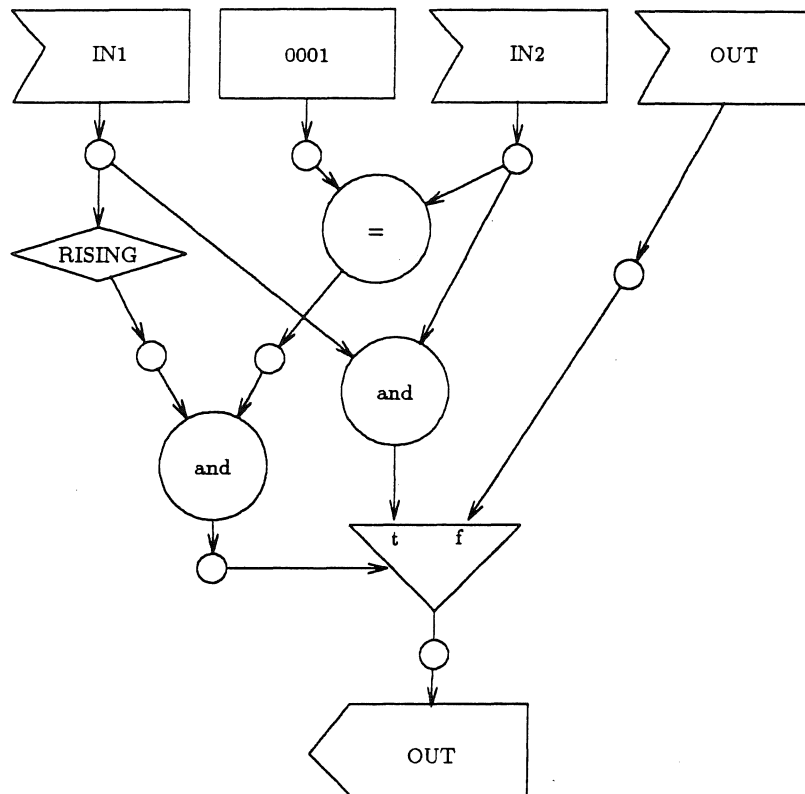 IN1
0001
IN2
OUT
=
RISING
and
and
t
f
OUT